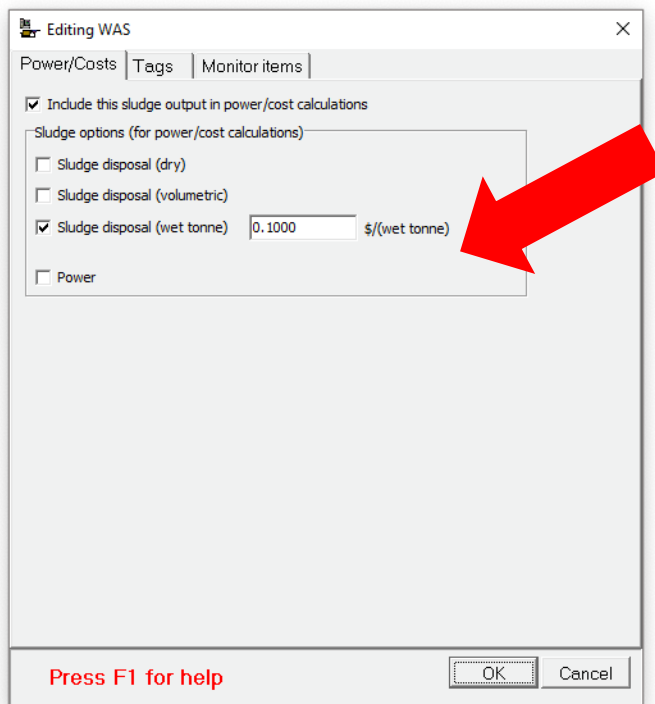 Editing WAS
Power/Costs Tags Monitor items
Include this sludge output in power/cost calculations
Sludge options (for power/cost calculations)
Sludge disposal (dry)
Sludge disposal (volumetric)
Sludge disposal (wet tonne) 0.1000 $/(wet tonne)
Power
Press F1 for help OK Cancel